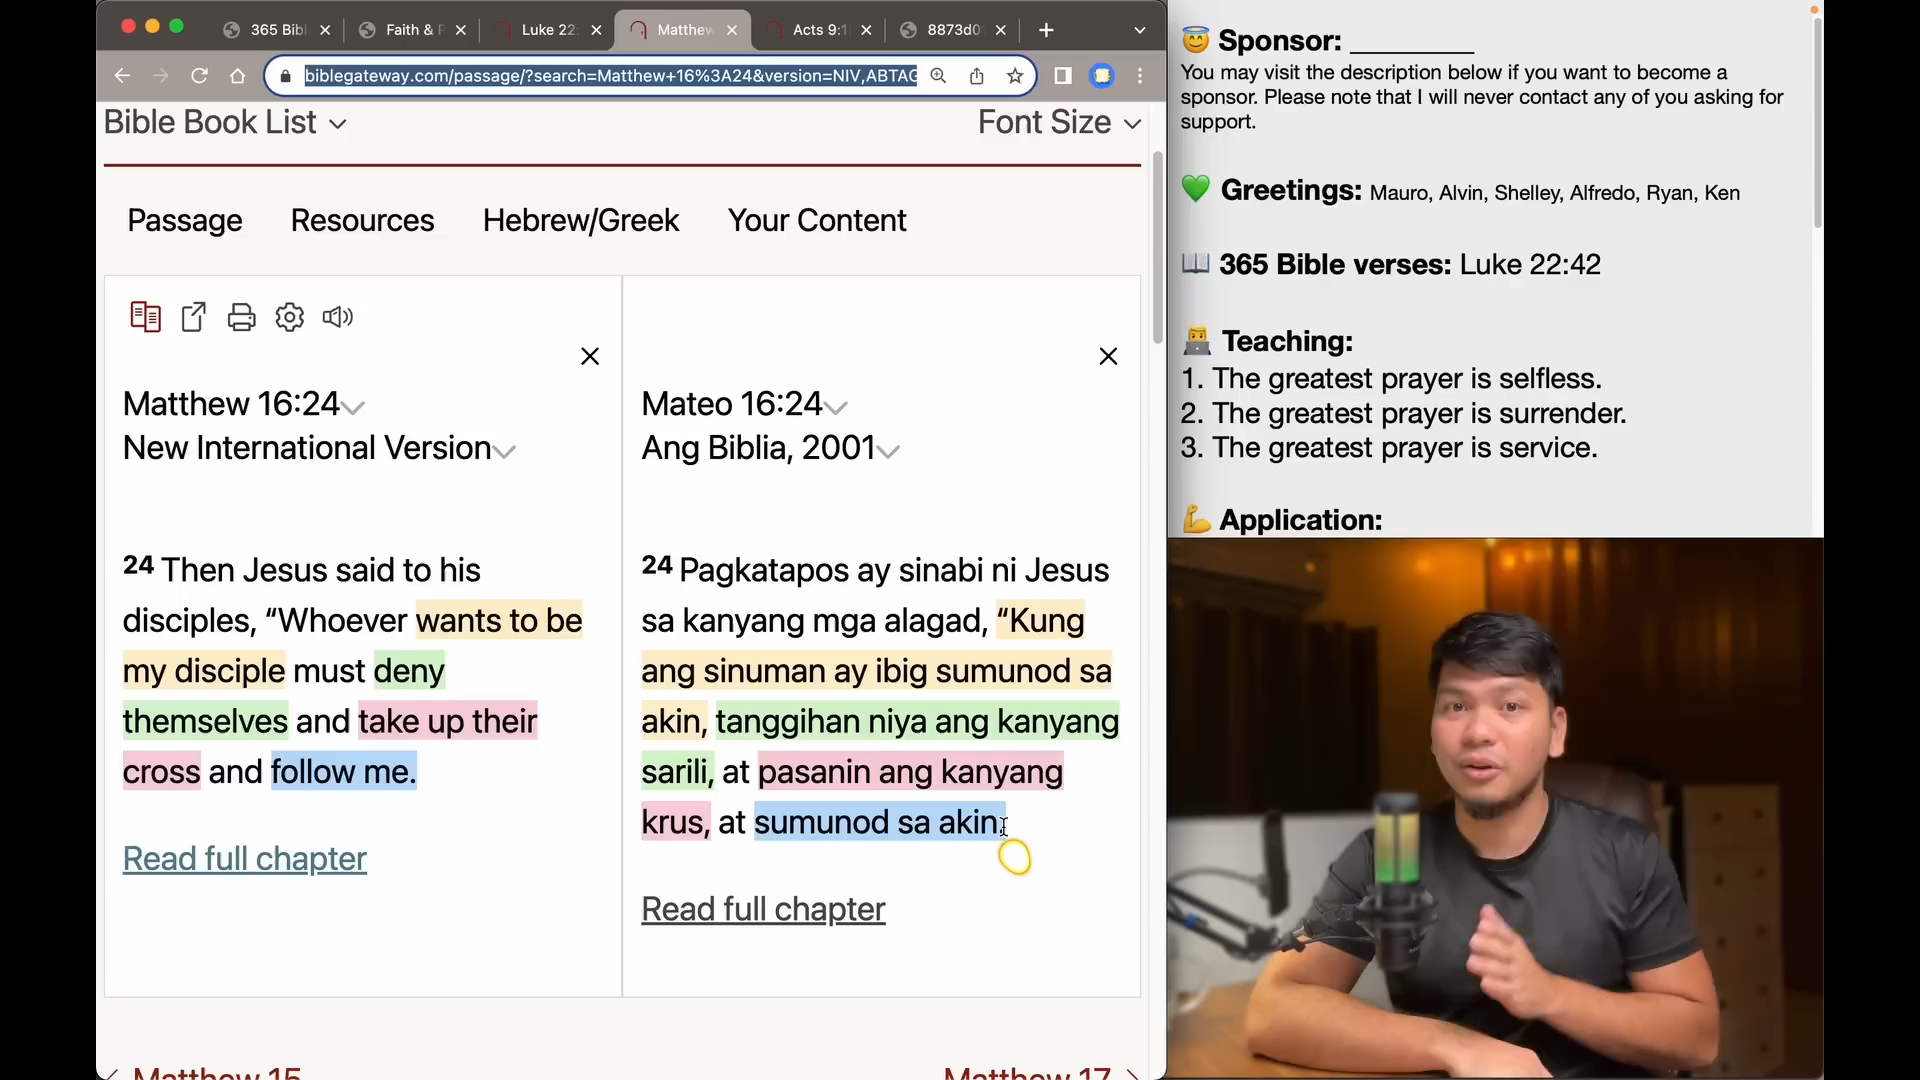 365 Bibl
Faith & F
Luke 22:
Matthew
Acts 9:1
8873d0
biblegateway.com/passage/?search=Matthew+16%3A24&version=NIV,ABTAG
Bible Book List
Font Size
Passage
Resources
Hebrew/Greek
Your Content
Matthew 16:24
New International Version
24 Then Jesus said to his
disciples, “Whoever wants to be
my disciple must deny
themselves and take up their
cross and follow me.
Read full chapter
Mateo 16:24
Ang Biblia, 2001
24 Pagkatapos ay sinabi ni Jesus
sa kanyang mga alagad, “Kung
ang sinuman ay ibig sumunod sa
akin, tanggihan niya ang kanyang
sarili, at pasanin ang kanyang
krus, at sumunod sa akin.
Read full chapter
Matthew 15
Matthew 17
😇 Sponsor: _________
You may visit the description below if you want to become a
sponsor. Please note that I will never contact any of you asking for
support.
💚 Greetings: Mauro, Alvin, Shelley, Alfredo, Ryan, Ken
📖 365 Bible verses: Luke 22:42
👨‍💻 Teaching:
1. The greatest prayer is selfless.
2. The greatest prayer is surrender.
3. The greatest prayer is service.
💪 Application: